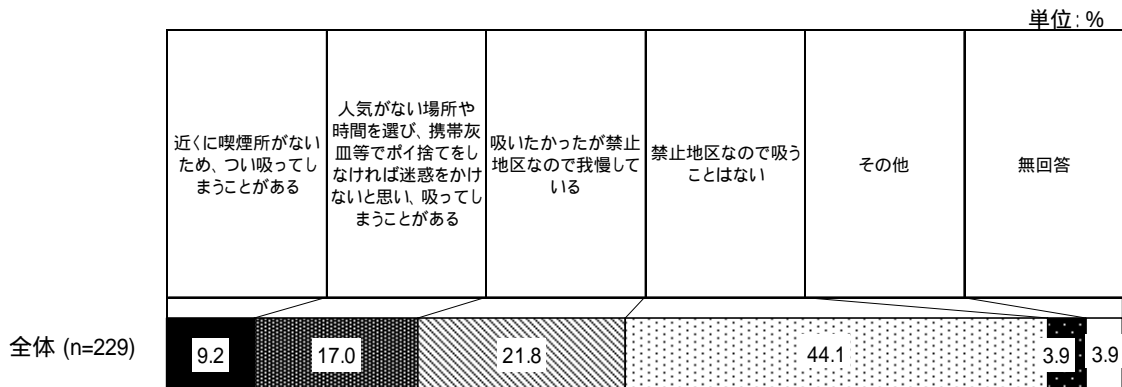 単位:%
近くに喫煙所がない
ため、つい吸ってし
まうことがある
人気がない場所や
時間を選び、携帯灰
皿等でポイ捨てをし
なければ迷惑をかけ
ないと思い、吸ってし
まうことがある
吸いたかったが禁止
地区なので我慢して
いる
禁止地区なので吸う
ことはない
その他
無回答
全体 (n=229)
9.2
17.0
21.8
44.1
3.9
3.9